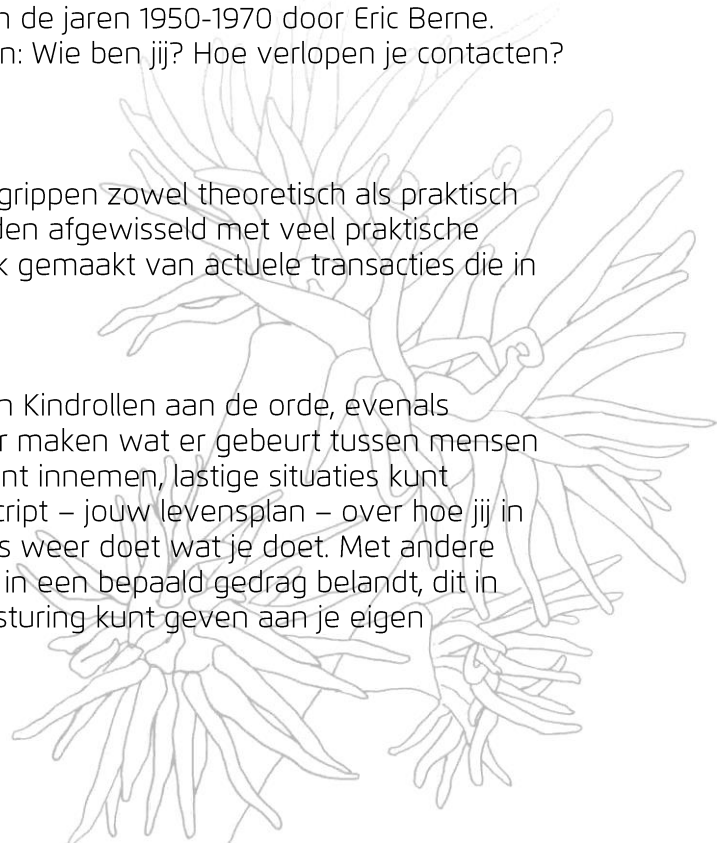 n de jaren 1950-1970 door Eric Berne.
n: Wie ben jij? Hoe verlopen je contacten?
grippen zowel theoretisch als praktisch
den afgewisseld met veel praktische
k gemaakt van actuele transacties die in
n Kindrollen aan de orde, evenals
r maken wat er gebeurt tussen mensen
nt innemen, lastige situaties kunt
cript – jouw levensplan – over hoe jij in
s weer doet wat je doet. Met andere
in een bepaald gedrag belandt, dit in
sturing kunt geven aan je eigen